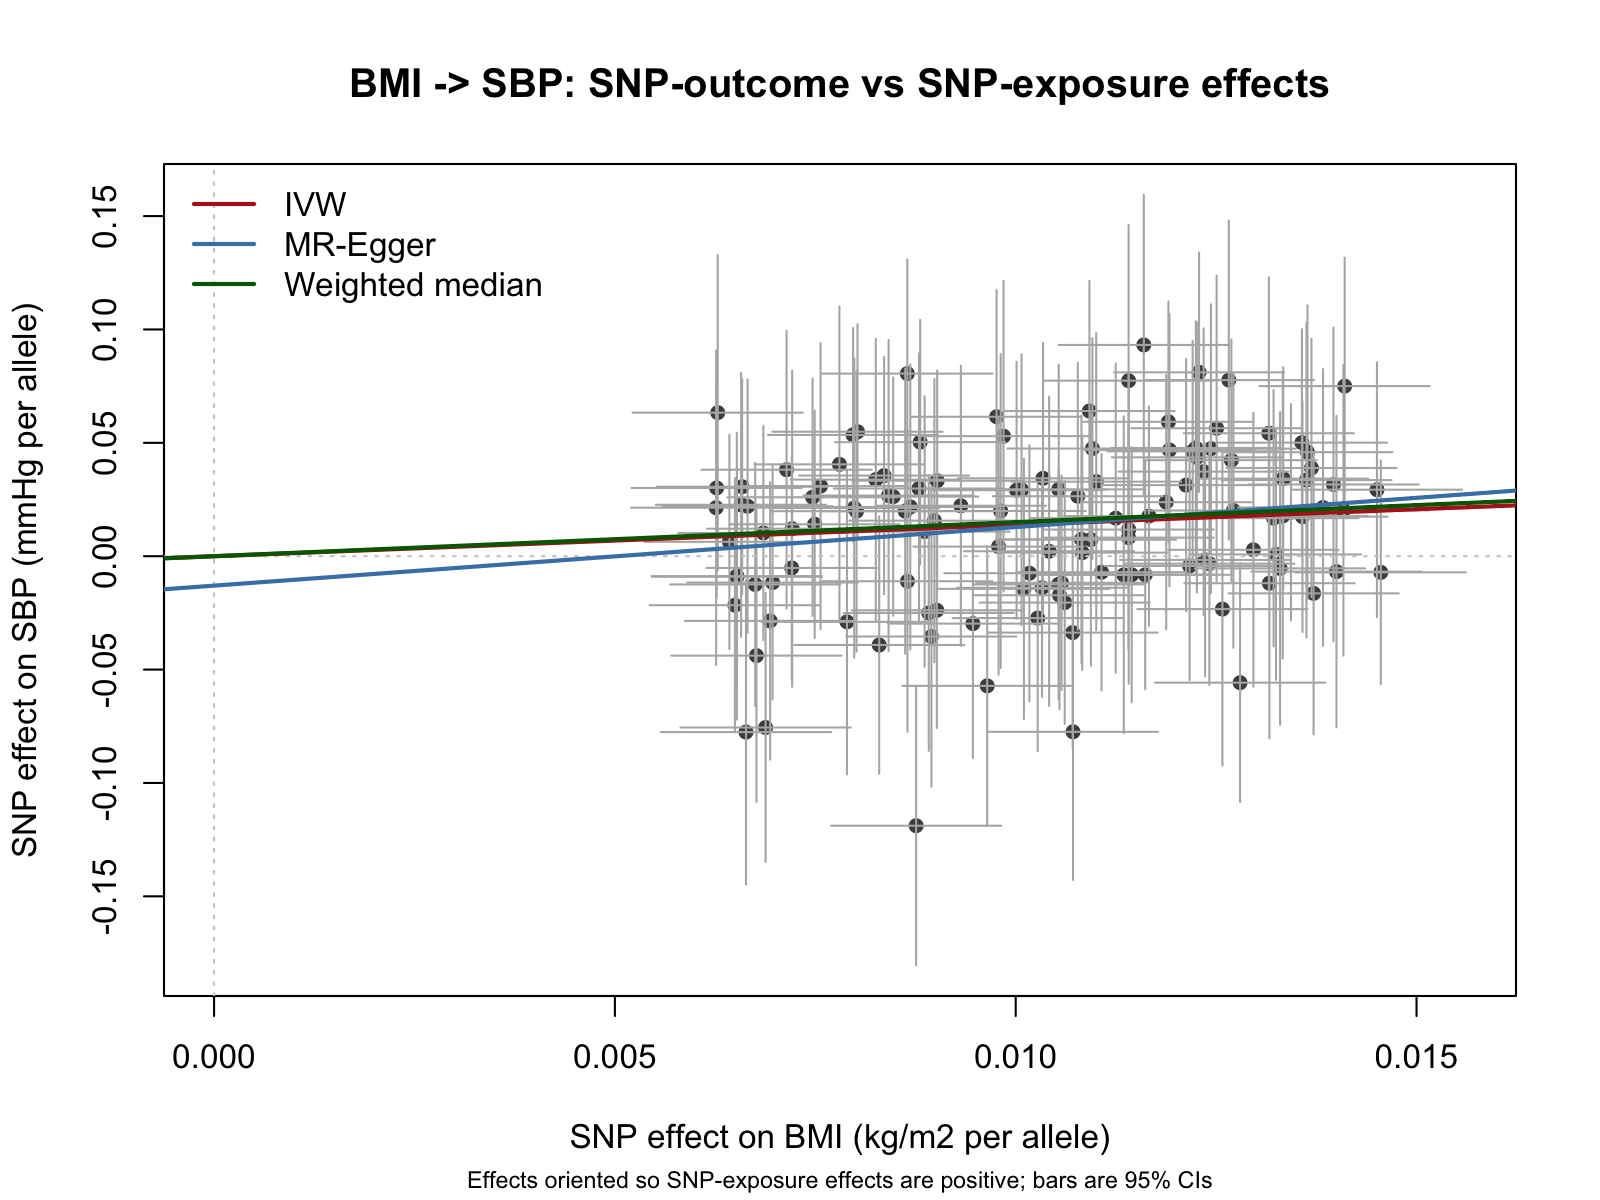 BMI -> SBP: SNP-outcome vs SNP-exposure effects
IVW
MR-Egger
Weighted median
SNP effect on SBP (mmHg per allele)
0.15
0.10
0.05
0.00
-0.05
-0.10
-0.15
0.000
0.005
0.010
0.015
SNP effect on BMI (kg/m2 per allele)
Effects oriented so SNP-exposure effects are positive; bars are 95% CIs